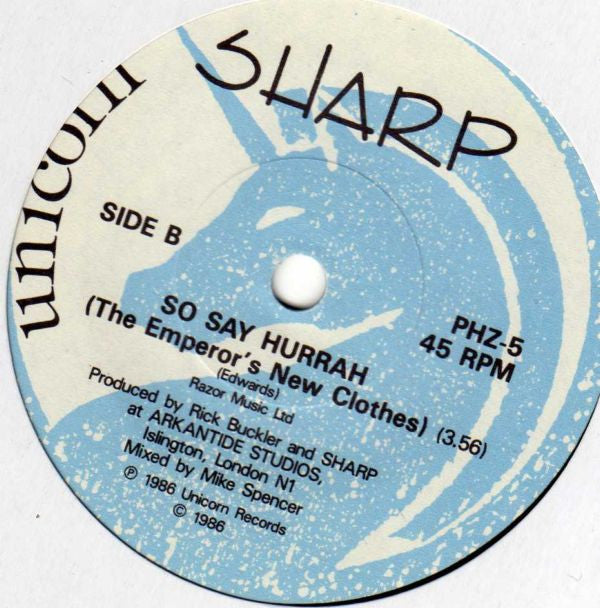 unicorn
SHARP
SIDE B
PHZ-5
45 RPM
SO SAY HURRAH
(The Emperor's New Clothes) (3.56)
(Edwards)
Razor Music Ltd
Produced by Rick Buckler and SHARP
at ARKANTIDE STUDIOS,
Islington, London N1
Mixed by Mike Spencer
℗ 1986 Unicorn Records
© 1986